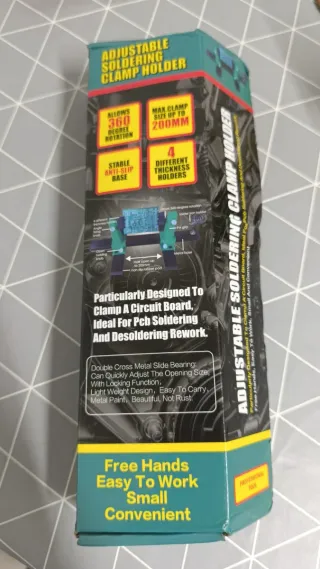 ADJUSTABLE
SOLDERING
CLAMP HOLDER
ALLOWS
360
DEGREE
ROTATION
MAX.CLAMP
SIZE UP TO
200MM
STABLE
ANTI-SLIP
BASE
4
DIFFERENT
THICKNESS
HOLDERS
Particularly Designed To
Clamp A Circuit Board,
Ideal For Pcb Soldering
And Desoldering Rework.
Double Cross Metal Slide Bearing:
Can Quickly Adjust The Opening Size,
With Locking Function,
Light Weight Design, Easy To Carry,
Metal Paint, Beautiful, Not Rust.
Free Hands
Easy To Work
Small
Convenient
ADJUSTABLE SOLDERING CLAMP HOLDER